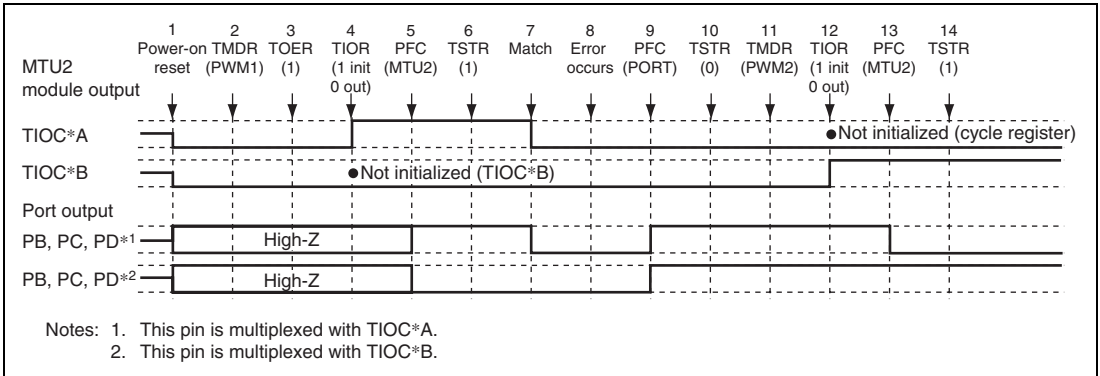 1 2 3 4 5 6 7 8 9 10 11 12 13 14
Power-on TMDR TOER TIOR PFC TSTR Match Error PFC TSTR TMDR TIOR PFC TSTR
MTU2 reset (PWM1) (1) (1 init (MTU2) (1) occurs (PORT) (0) (PWM2) (1 init (MTU2) (1)
module output 0 out) 0 out)
TIOC*A ●Not initialized (cycle register)
TIOC*B ●Not initialized (TIOC*B)
Port output
PB, PC, PD*1 High-Z
PB, PC, PD*2 High-Z
Notes: 1. This pin is multiplexed with TIOC*A.
2. This pin is multiplexed with TIOC*B.